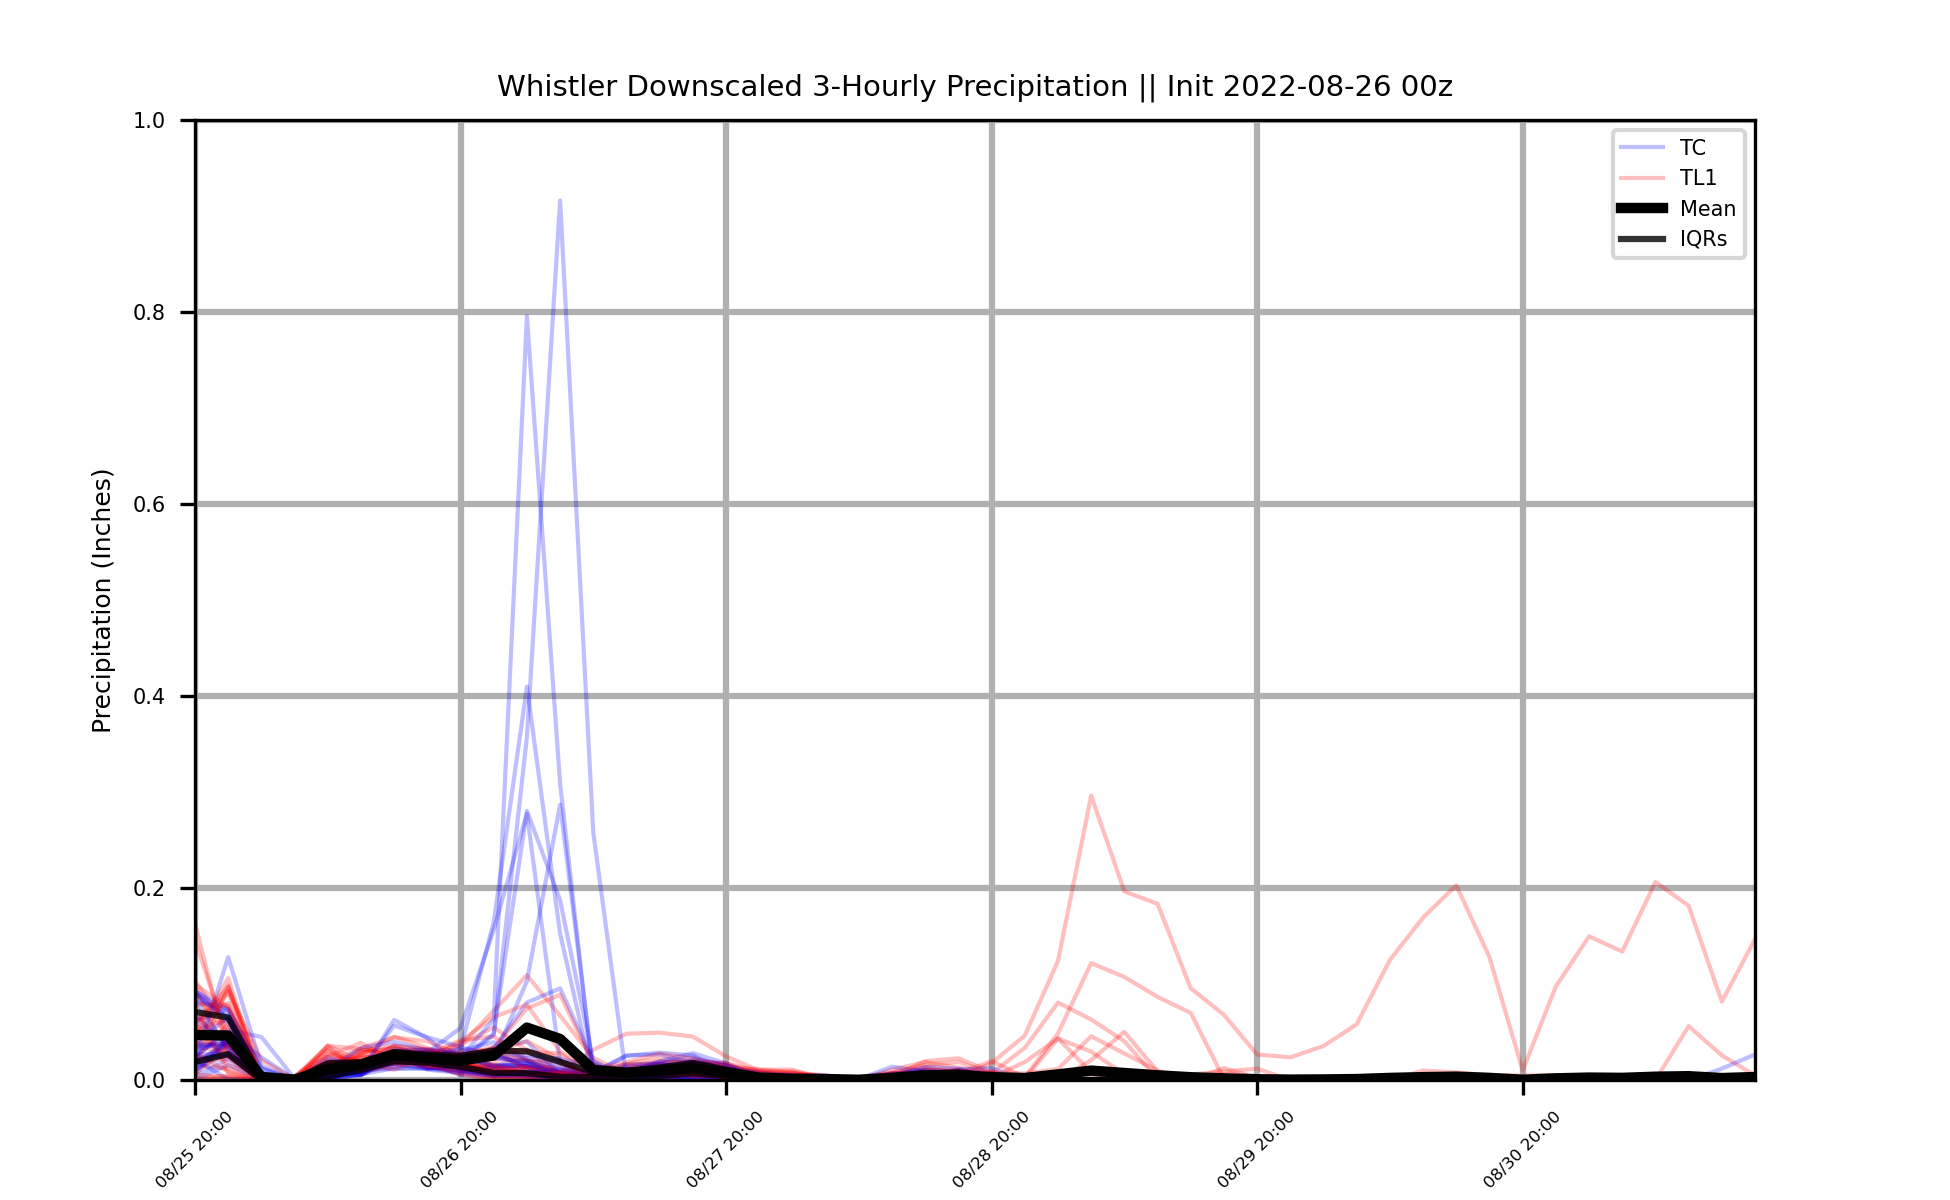 Whistler Downscaled 3-Hourly Precipitation || Init 2022-08-26 00z
1.0
0.8
0.6
0.4
0.2
0.0
Precipitation (Inches)
TC
TL1
Mean
IQRs
08/25 20:00
08/26 20:00
08/27 20:00
08/28 20:00
08/29 20:00
08/30 20:00